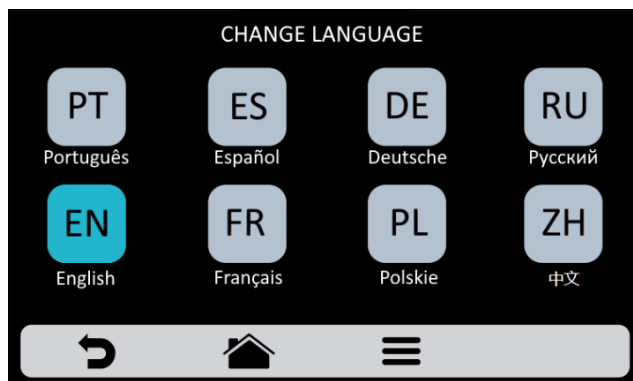 CHANGE LANGUAGE
PT ES DE RU
Português Español Deutsche Русский
EN FR PL ZH
English Français Polskie 中文